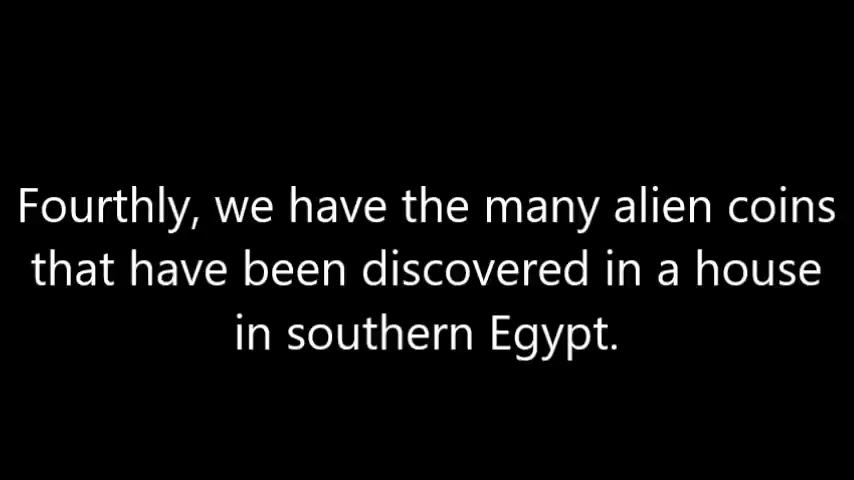 Fourthly, we have the many alien coins
that have been discovered in a house
in southern Egypt.